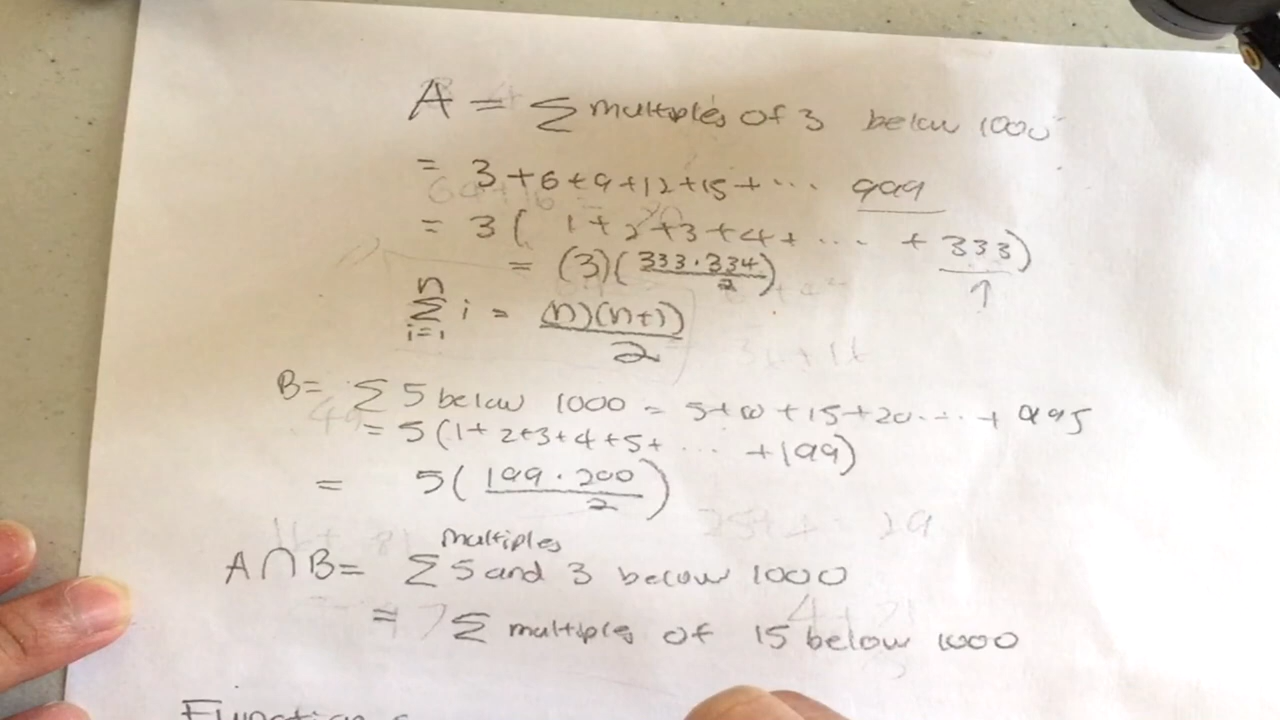 A = ∑ multiples of 3 below 1000
= 3+6+9+12+15+ ... 999
= 3( 1+2+3+4+ ... + 333)
= (3)(333·334/2) ↑
n∑i=1 i = (n)(n+1)/2
B= ∑ 5 below 1000 = 5+10+15+20...+ 995
= 5(1+2+3+4+5+ ... +199)
= 5(199·200/2)
multiples
A∩B= ∑ 5 and 3 below 1000
= ∑ multiples of 15 below 1000